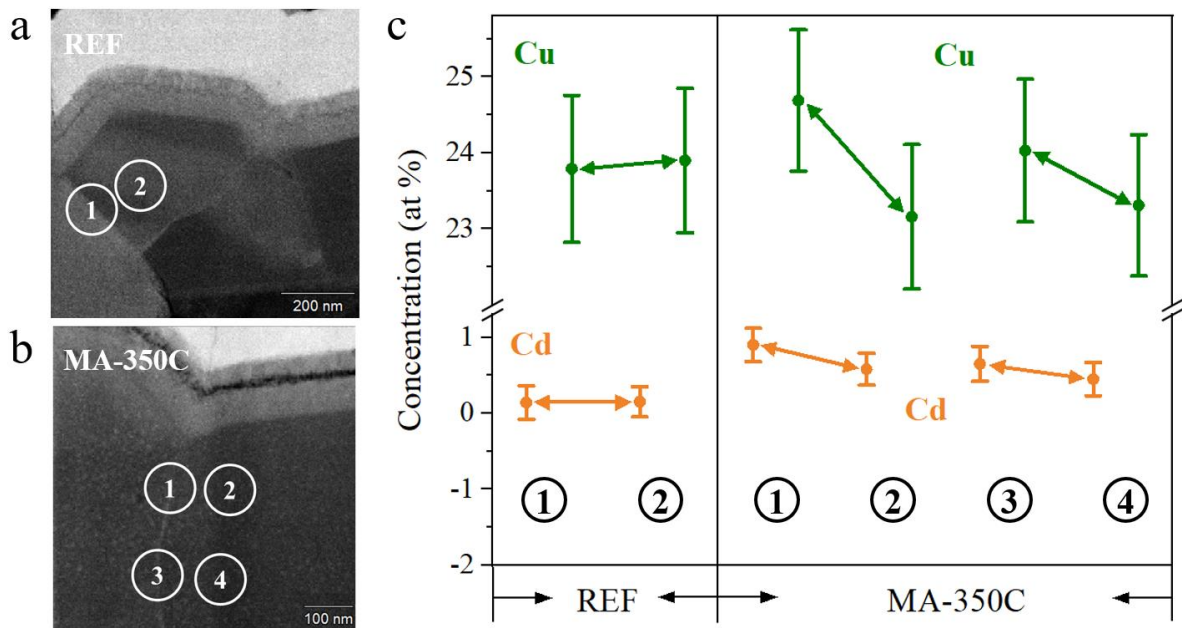 a
REF
1
2
200 nm
b
MA-350C
1
2
3
4
100 nm
c
Concentration (at %)
25
24
23
1
0
-1
-2
Cu
Cu
Cd
Cd
1 2 1 2 3 4
REF MA-350C